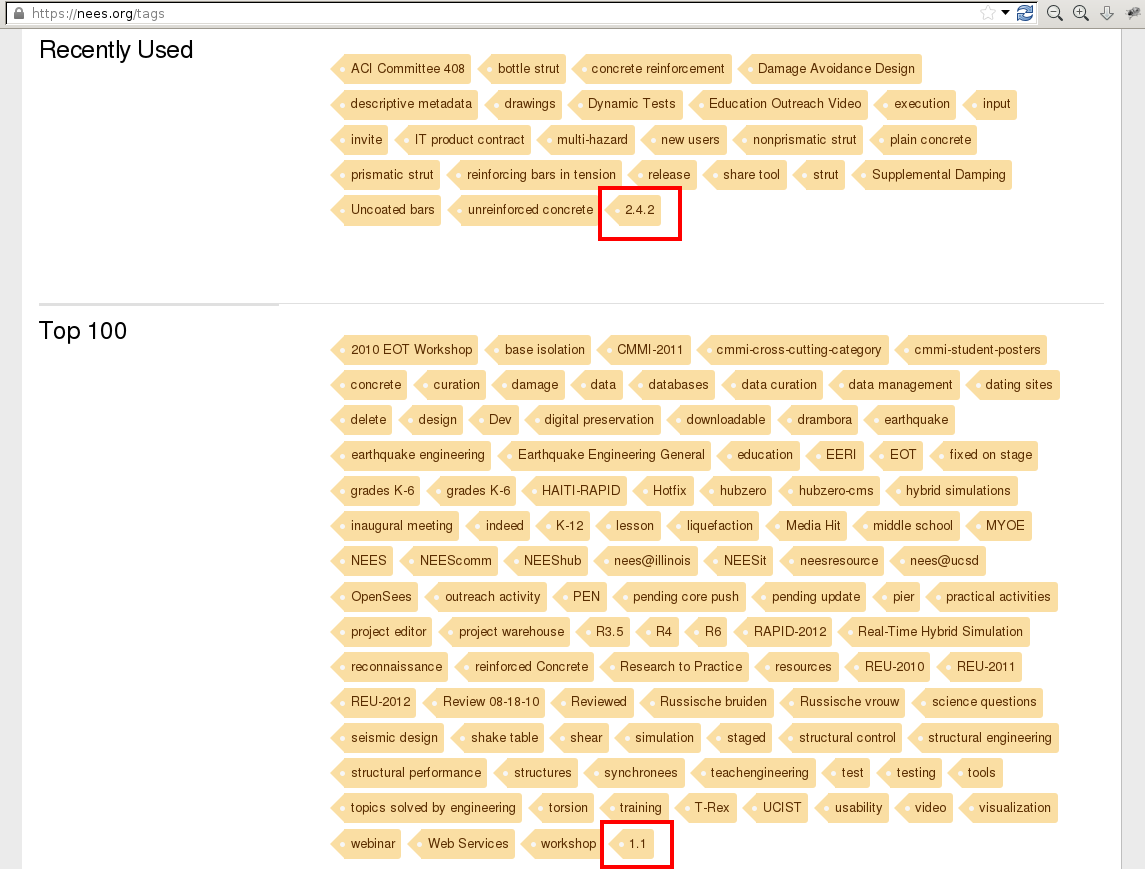 https://nees.org/tags
Recently Used
ACI Committee 408 bottle strut concrete reinforcement Damage Avoidance Design
descriptive metadata drawings Dynamic Tests Education Outreach Video execution input
invite IT product contract multi-hazard new users nonprismatic strut plain concrete
prismatic strut reinforcing bars in tension release share tool strut Supplemental Damping
Uncoated bars unreinforced concrete 2.4.2
Top 100
2010 EOT Workshop base isolation CMMI-2011 cmmi-cross-cutting-category cmmi-student-posters
concrete curation damage data databases data curation data management dating sites
delete design Dev digital preservation downloadable drambora earthquake
earthquake engineering Earthquake Engineering General education EERI EOT fixed on stage
grades K-6 grades K-6 HAITI-RAPID Hotfix hubzero hubzero-cms hybrid simulations
inaugural meeting indeed K-12 lesson liquefaction Media Hit middle school MYOE
NEES NEEScomm NEEShub nees@illinois NEESit neesresource nees@ucsd
OpenSees outreach activity PEN pending core push pending update pier practical activities
project editor project warehouse R3.5 R4 R6 RAPID-2012 Real-Time Hybrid Simulation
reconnaissance reinforced Concrete Research to Practice resources REU-2010 REU-2011
REU-2012 Review 08-18-10 Reviewed Russische bruiden Russische vrouw science questions
seismic design shake table shear simulation staged structural control structural engineering
structural performance structures synchronees teachengineering test testing tools
topics solved by engineering torsion training T-Rex UCIST usability video visualization
webinar Web Services workshop 1.1